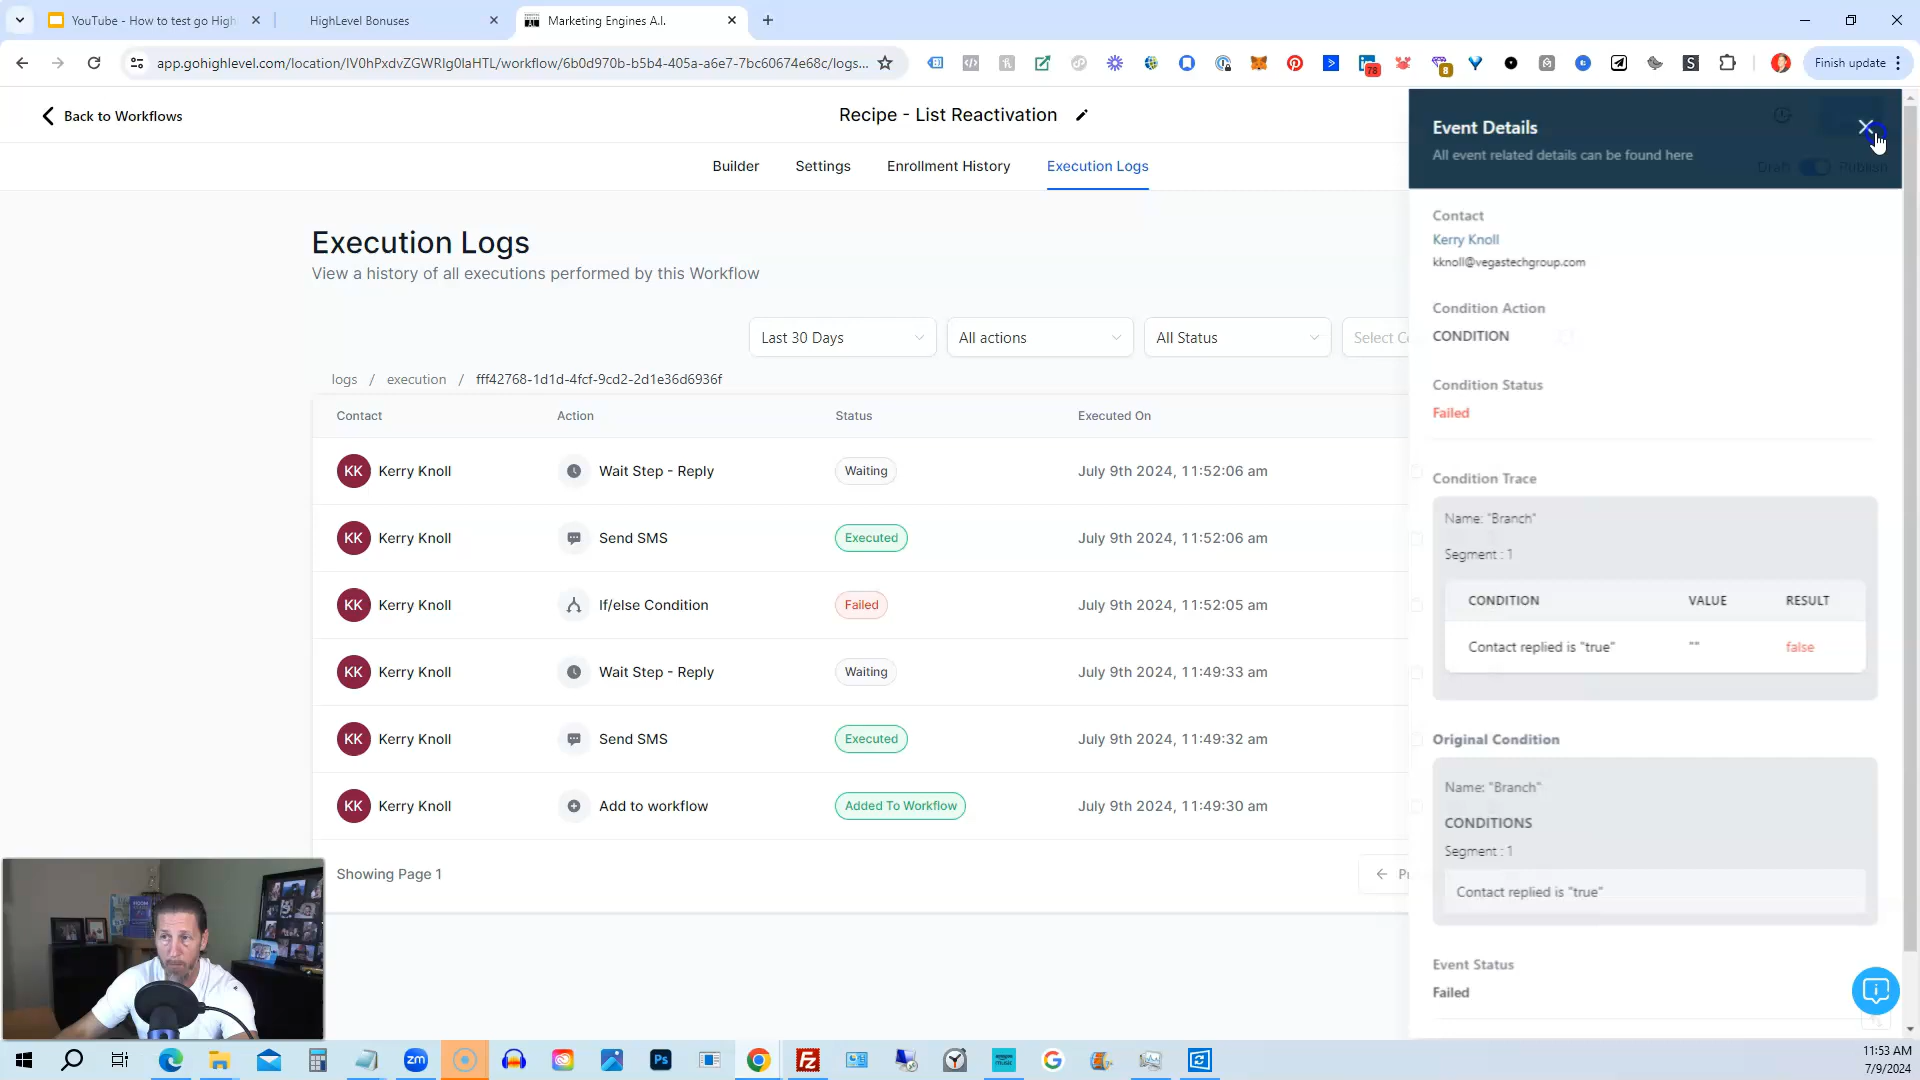 YouTube - How to test go High
HighLevel Bonuses
Marketing Engines A.I.
app.gohighlevel.com/location/IV0hPxdvZGWRIg0laHTL/workflow/6b0d970b-b5b4-405a-a6e7-7bc60674e68c/logs...
78
8
Finish update
Back to Workflows
Recipe - List Reactivation
Builder
Settings
Enrollment History
Execution Logs
Draft
Publish
Execution Logs
View a history of all executions performed by this Workflow
Last 30 Days
All actions
All Status
Select Co
logs / execution / fff42768-1d1d-4fcf-9cd2-2d1e36d6936f
Contact Action Status Executed On
KK Kerry Knoll Wait Step - Reply Waiting July 9th 2024, 11:52:06 am
KK Kerry Knoll Send SMS Executed July 9th 2024, 11:52:06 am
KK Kerry Knoll If/else Condition Failed July 9th 2024, 11:52:05 am
KK Kerry Knoll Wait Step - Reply Waiting July 9th 2024, 11:49:33 am
KK Kerry Knoll Send SMS Executed July 9th 2024, 11:49:32 am
KK Kerry Knoll Add to workflow Added To Workflow July 9th 2024, 11:49:30 am
Showing Page 1
Event Details
All event related details can be found here
Contact
Kerry Knoll
kknoll@vegastechgroup.com
Condition Action
CONDITION
Condition Status
Failed
Condition Trace
Name: "Branch"
Segment : 1
CONDITION VALUE RESULT
Contact replied is "true" "" false
Original Condition
Name: "Branch"
CONDITIONS
Segment : 1
Contact replied is "true"
Event Status
Failed
zm
Ps
11:53 AM
7/9/2024